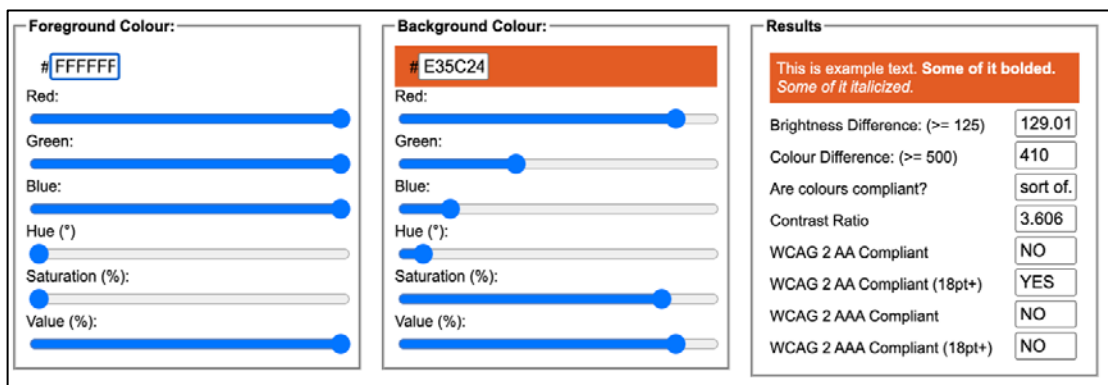 Foreground Colour:
# FFFFFF
Red:
Green:
Blue:
Hue (°)
Saturation (%):
Value (%):
Background Colour:
# E35C24
Red:
Green:
Blue:
Hue (°):
Saturation (%):
Value (%):
Results
This is example text. Some of it bolded.
Some of it italicized.
Brightness Difference: (>= 125) 129.01
Colour Difference: (>= 500) 410
Are colours compliant? sort of.
Contrast Ratio 3.606
WCAG 2 AA Compliant NO
WCAG 2 AA Compliant (18pt+) YES
WCAG 2 AAA Compliant NO
WCAG 2 AAA Compliant (18pt+) NO